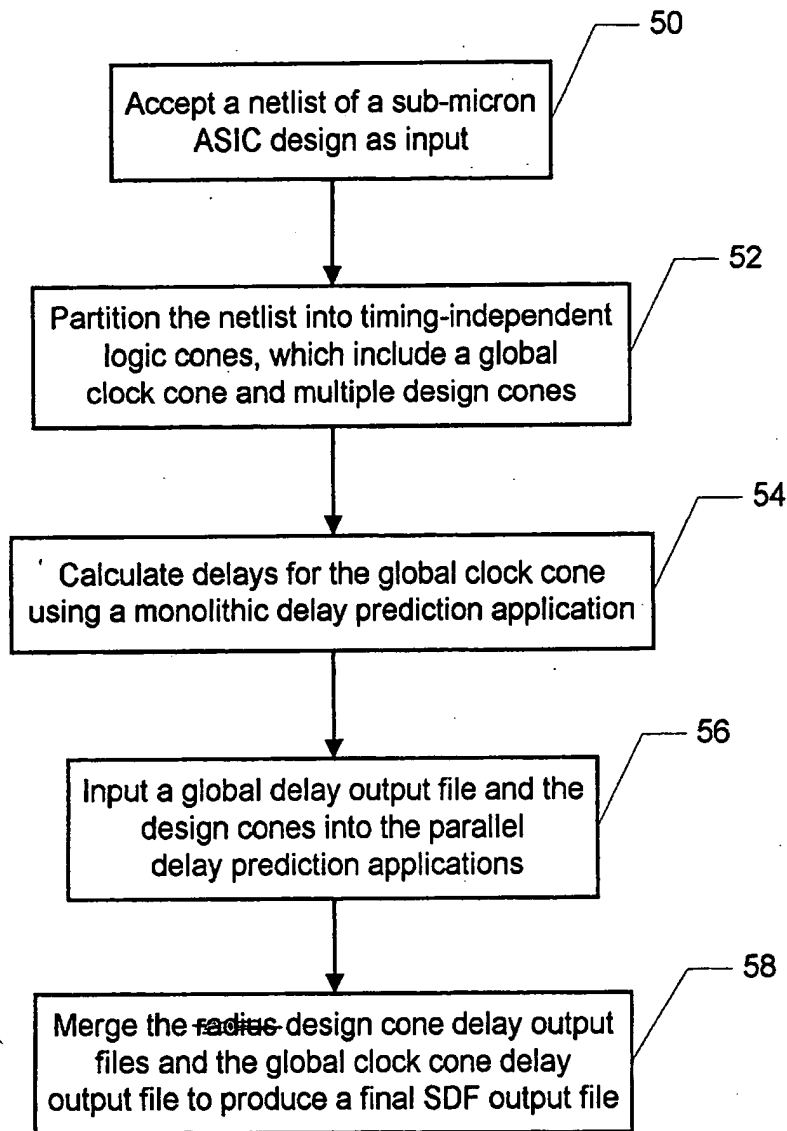 50
Accept a netlist of a sub-micron
ASIC design as input
52
Partition the netlist into timing-independent
logic cones, which include a global
clock cone and multiple design cones
54
Calculate delays for the global clock cone
using a monolithic delay prediction application
56
Input a global delay output file and the
design cones into the parallel
delay prediction applications
58
Merge the radius design cone delay output
files and the global clock cone delay
output file to produce a final SDF output file